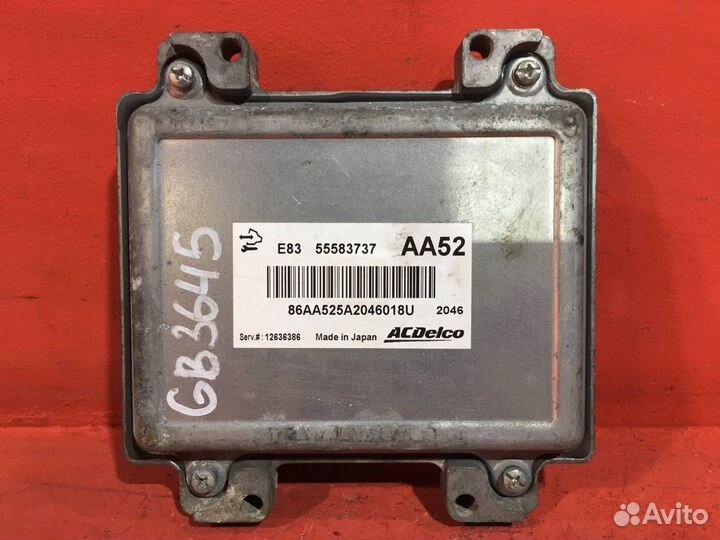 E83 55583737 AA52
86AA525A2046018U 2046
Serv.#: 12636386 Made in Japan ACDelco
GB3645
Avito